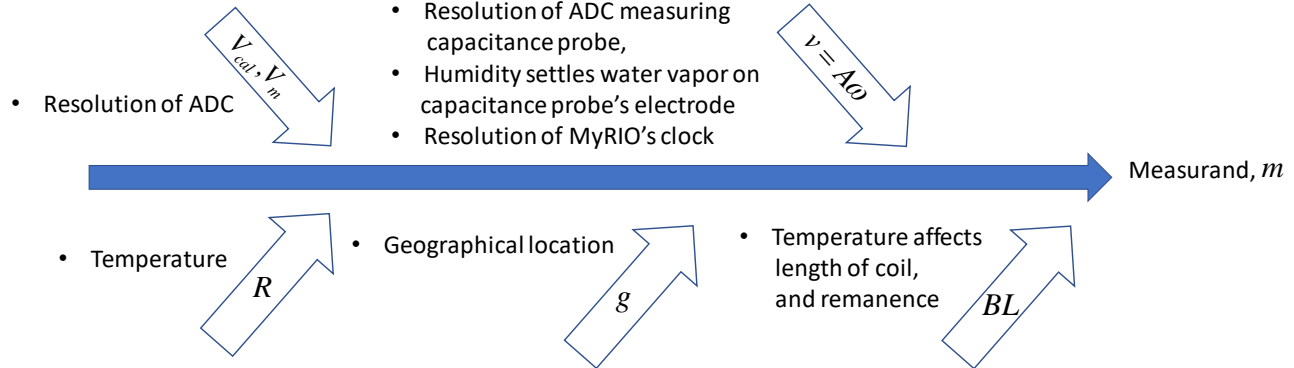 • Resolution of ADC measuring
capacitance probe,
• Humidity settles water vapor on
capacitance probe's electrode
• Resolution of MyRIO's clock
V_cal, V_m
v = Aω
• Resolution of ADC
Measurand, m
• Temperature
R
• Geographical location
g
• Temperature affects
length of coil,
and remanence
BL